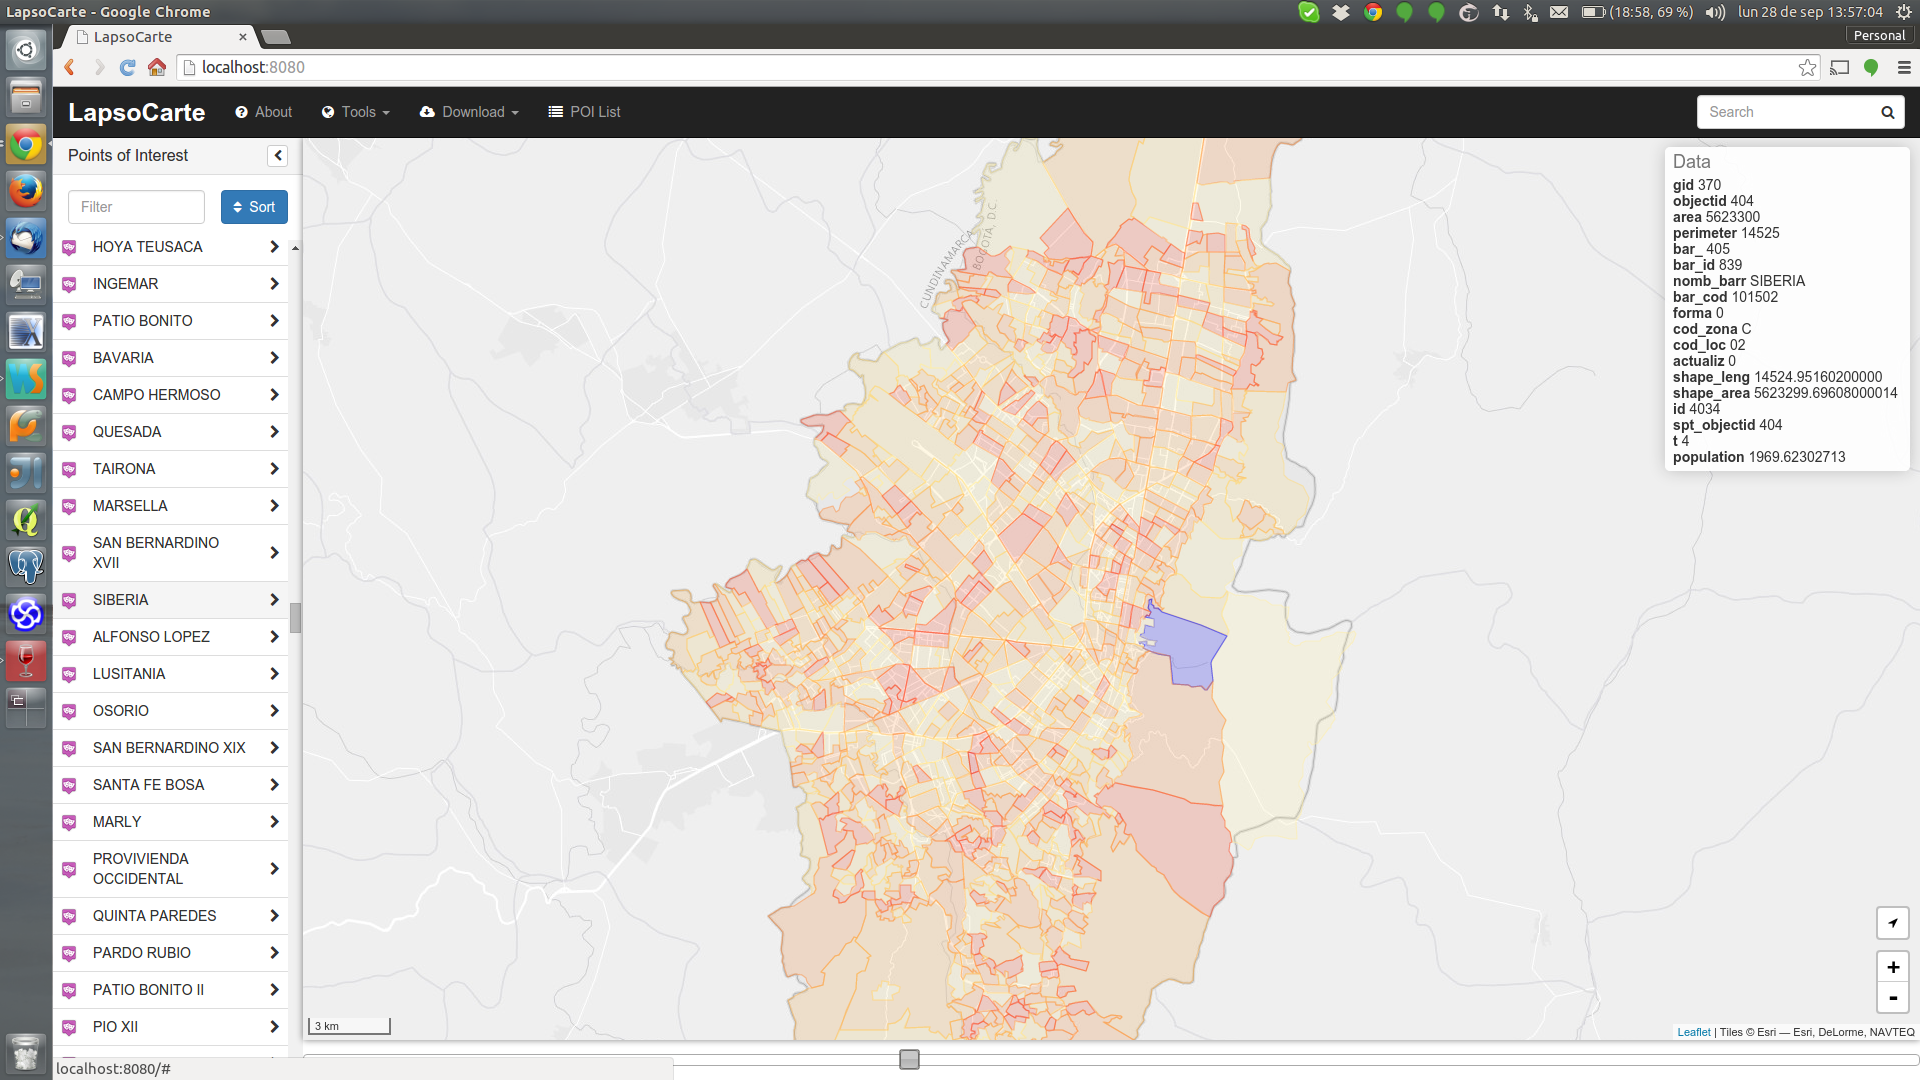 LapsoCarte - Google Chrome
(18:58, 69 %)
lun 28 de sep 13:57:04
LapsoCarte
Personal
localhost:8080
LapsoCarte
About
Tools
Download
POI List
Search
Points of Interest
Filter
Sort
HOYA TEUSACA
INGEMAR
PATIO BONITO
BAVARIA
CAMPO HERMOSO
QUESADA
TAIRONA
MARSELLA
SAN BERNARDINO
XVII
SIBERIA
ALFONSO LOPEZ
LUSITANIA
OSORIO
SAN BERNARDINO XIX
SANTA FE BOSA
MARLY
PROVIVIENDA
OCCIDENTAL
QUINTA PAREDES
PARDO RUBIO
PATIO BONITO II
PIO XII
localhost:8080/#
CUNDINAMARCA
BOGOTÁ, D.C.
Data
gid 370
objectid 404
area 5623300
perimeter 14525
bar_ 405
bar_id 839
nomb_barr SIBERIA
bar_cod 101502
forma 0
cod_zona C
cod_loc 02
actualiz 0
shape_leng 14524.95160200000
shape_area 5623299.69608000014
id 4034
spt_objectid 404
t 4
population 1969.62302713
+
-
3 km
Leaflet | Tiles © Esri — Esri, DeLorme, NAVTEQ